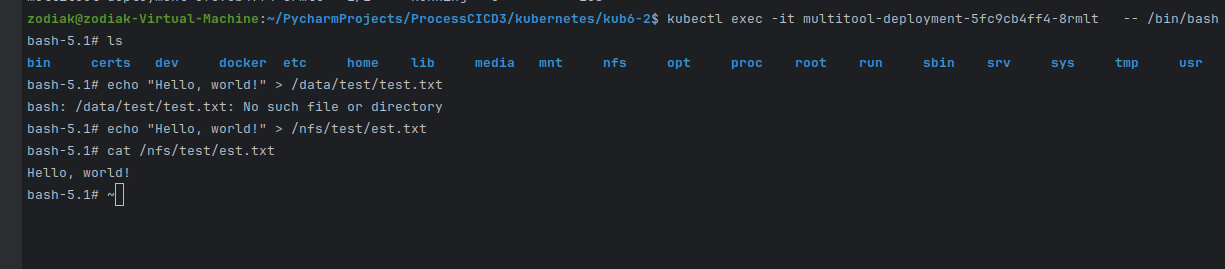 zodiak@zodiak-Virtual-Machine:~/PycharmProjects/ProcessCICD3/kubernetes/kub6-2$ kubectl exec -it multitool-deployment-5fc9cb4ff4-8rmlt   -- /bin/bash
bash-5.1# ls
bin     certs   dev     docker  etc     home    lib     media   mnt     nfs     opt     proc    root    run     sbin    srv     sys     tmp     usr
bash-5.1# echo "Hello, world!" > /data/test/test.txt
bash: /data/test/test.txt: No such file or directory
bash-5.1# echo "Hello, world!" > /nfs/test/est.txt
bash-5.1# cat /nfs/test/est.txt
Hello, world!
bash-5.1# ~